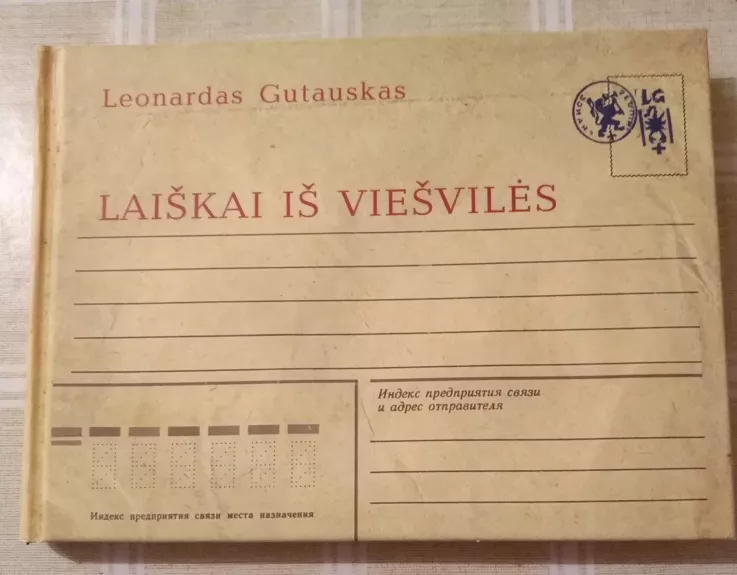 Leonardas Gutauskas
LG
LAIŠKAI IŠ VIEŠVILĖS
Индекс предприятия связи
и адрес отправителя
Индекс предприятия связи места назначения